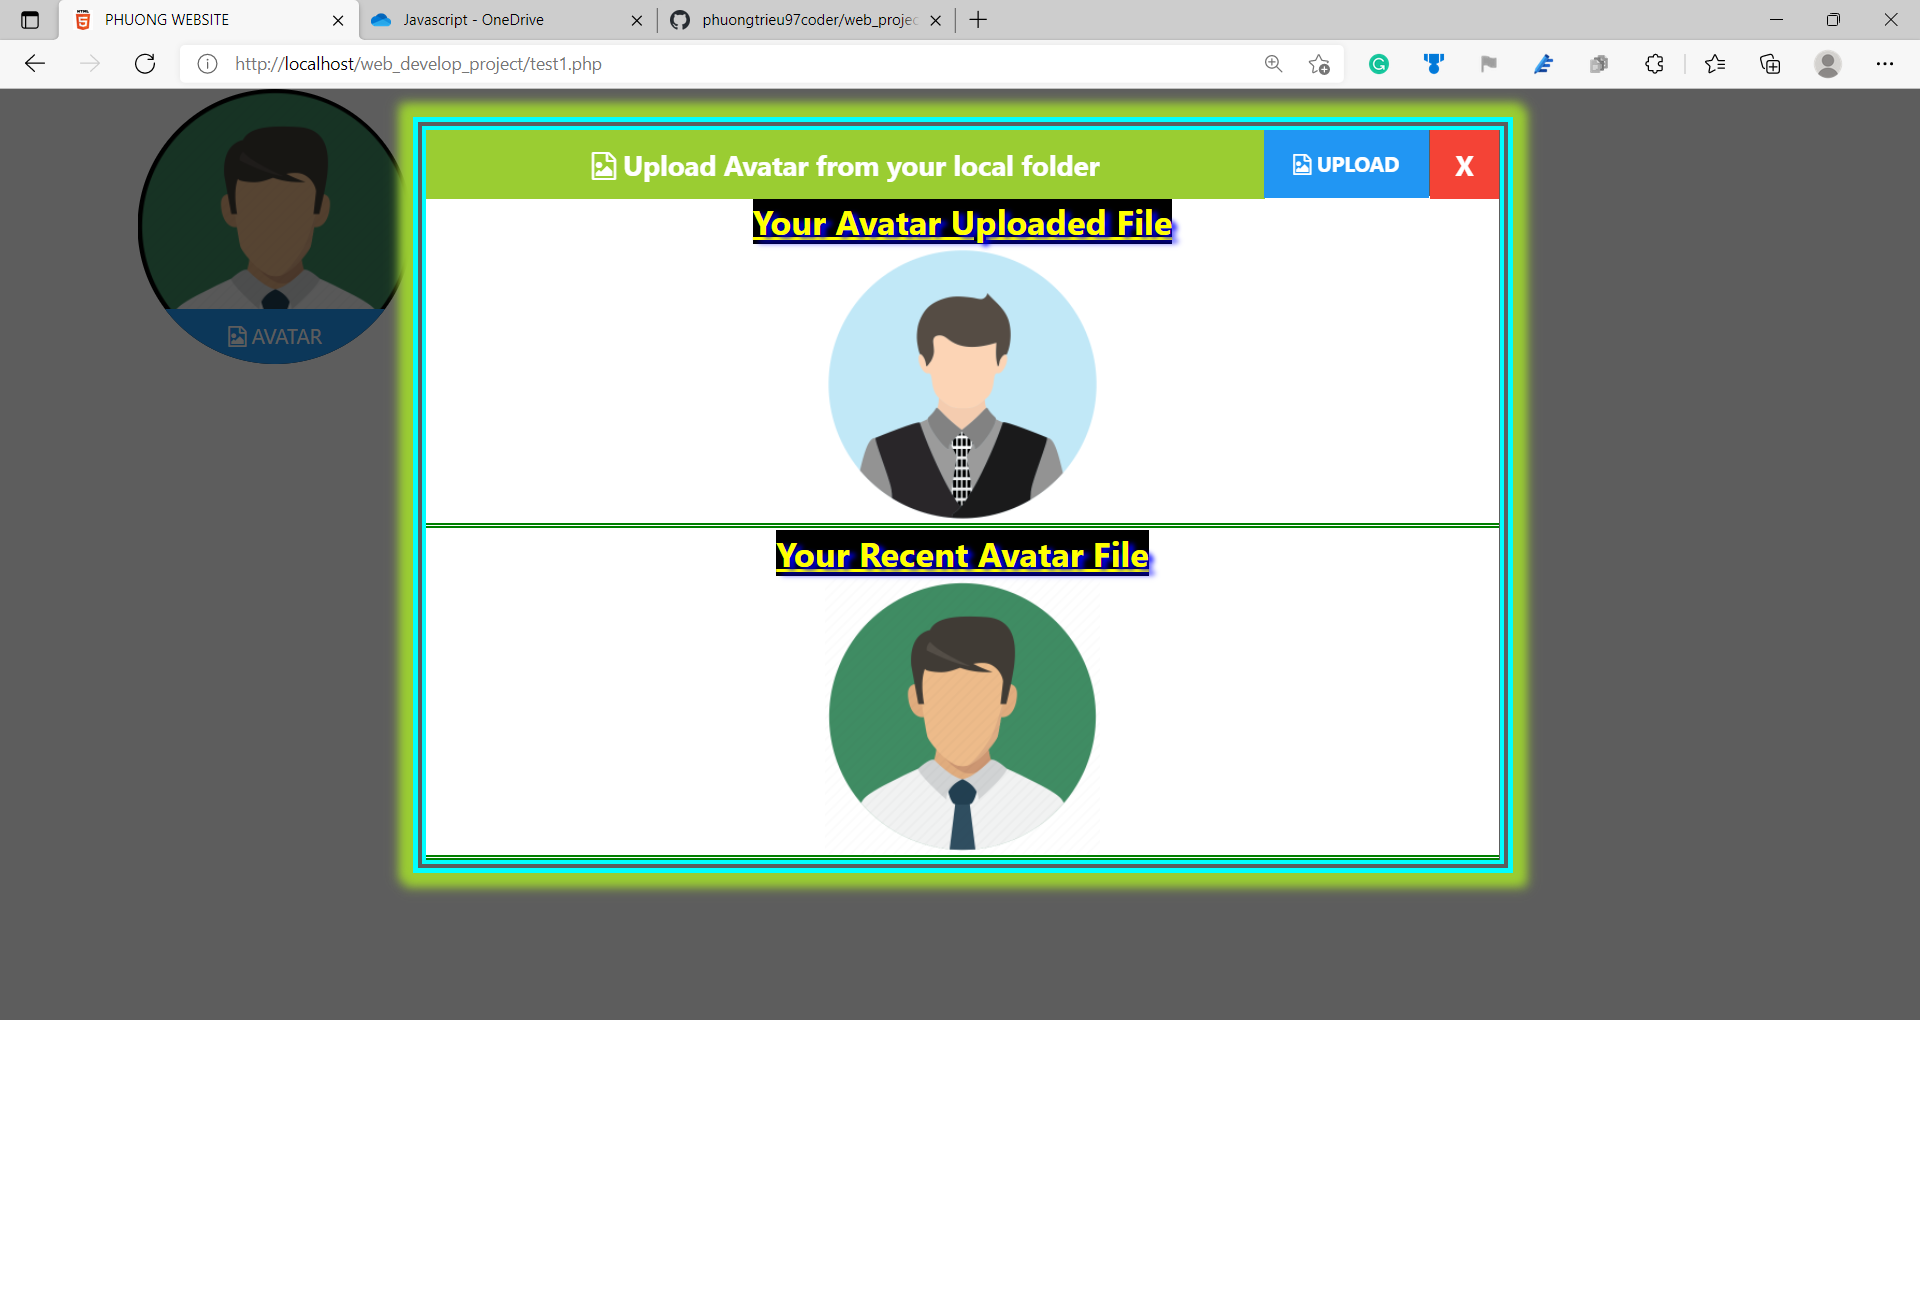 PHUONG WEBSITE
Javascript - OneDrive
phuongtrieu97coder/web_projec
http://localhost/web_develop_project/test1.php
Upload Avatar from your local folder
UPLOAD
X
Your Avatar Uploaded File
AVATAR
Your Recent Avatar File